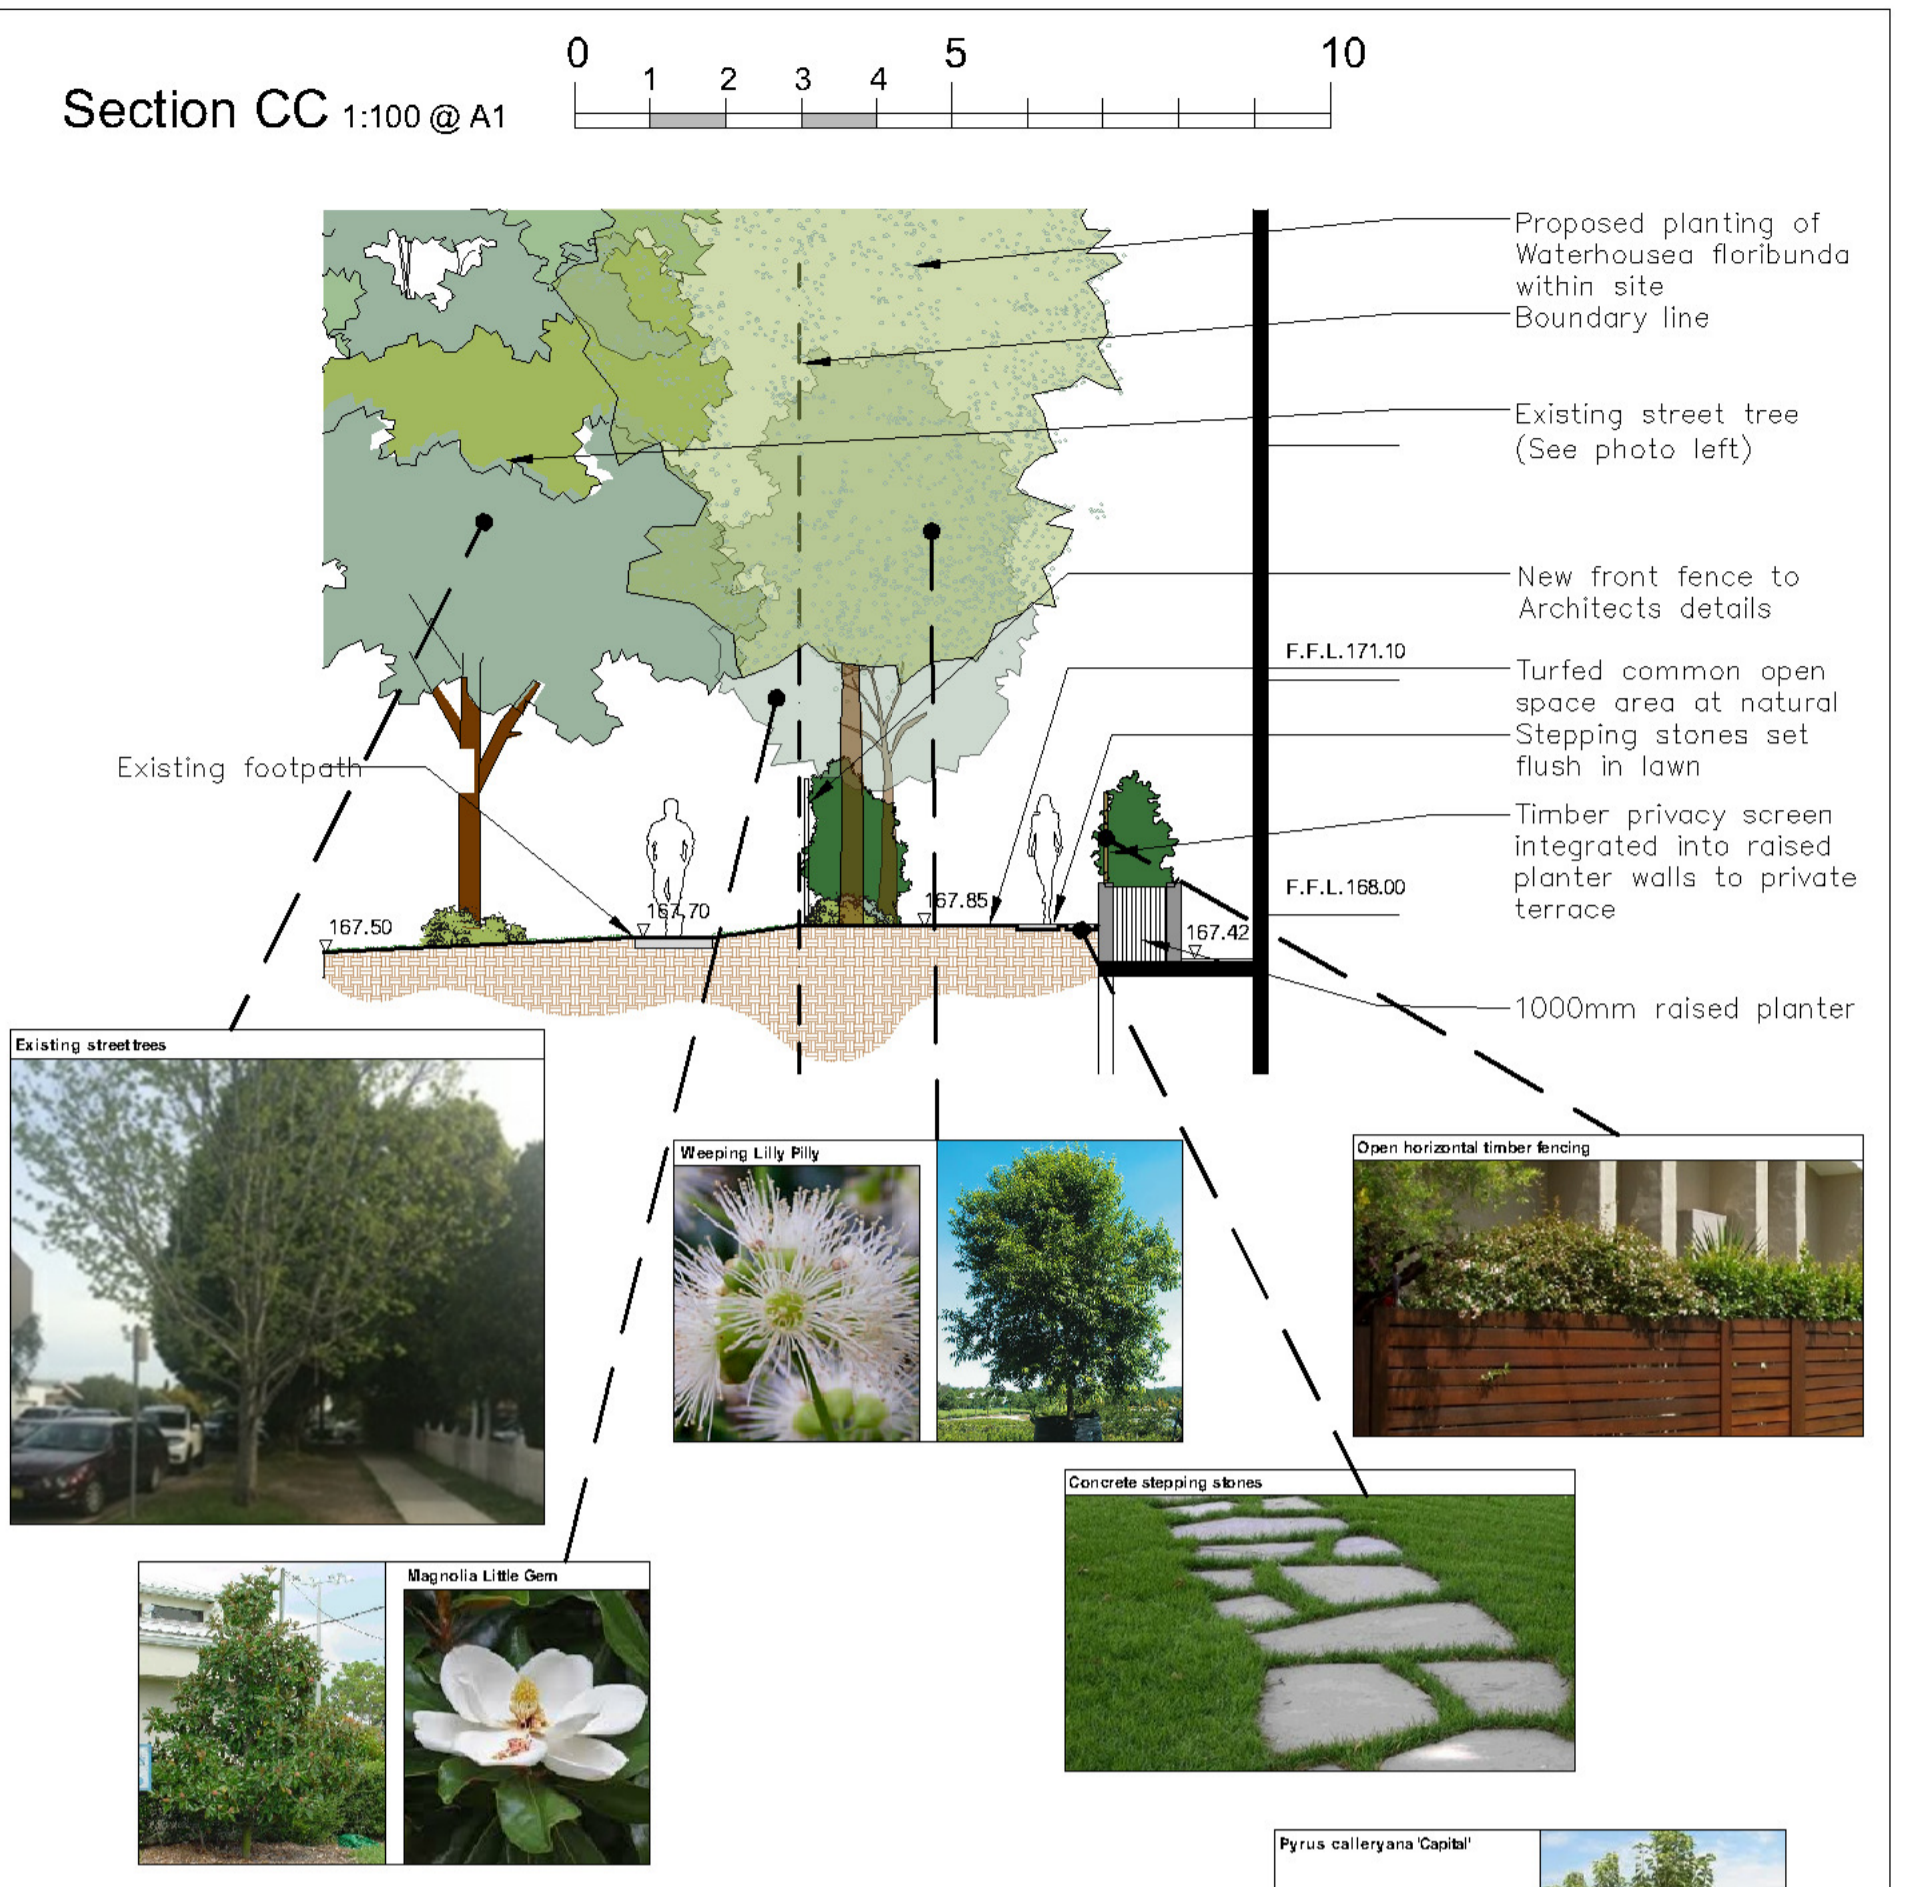 Section CC 1:100 @ A1
0 1 2 3 4 5 10
Proposed planting of
Waterhousea floribunda
within site
Boundary line
Existing street tree
(See photo left)
New front fence to
Architects details
F.F.L.171.10
Turfed common open
space area at natural
Stepping stones set
flush in lawn
Existing footpath
Timber privacy screen
integrated into raised
planter walls to private
terrace
F.F.L.168.00
167.50
167.70
167.85
167.42
1000mm raised planter
Existing street trees
Weeping Lilly Pilly
Open horizontal timber fencing
Concrete stepping stones
Magnolia Little Gem
Pyrus calleryana 'Capital'